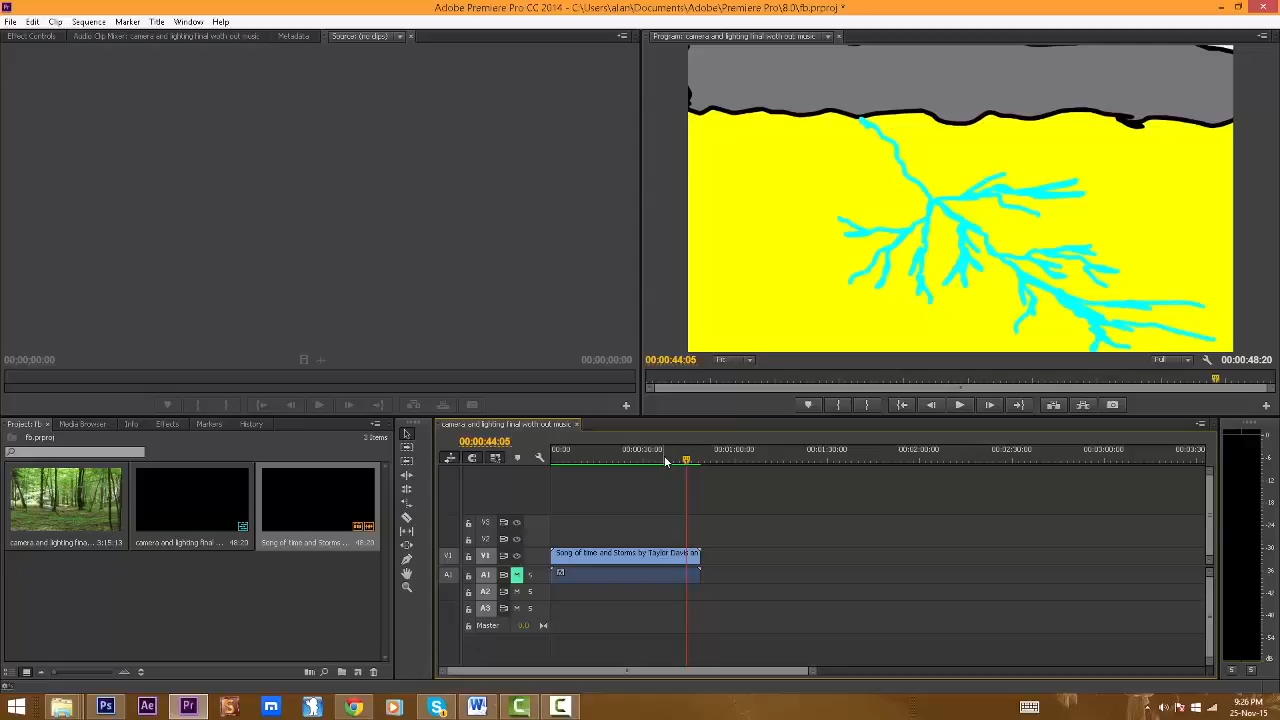 Adobe Premiere Pro CC 2014 - C:\Users\alan\Documents\Adobe\Premiere Pro\8.0\fb.prproj *
File Edit Clip Sequence Marker Title Window Help
Effect Controls Audio Clip Mixer: camera and lighting final woth out music Metadata Source: (no clips)
Program: camera and lighting final woth out music
00;00;00;00 00;00;00;00
00:00:44:05 Fit Full 00:00:48:20
Project: fb Media Browser Info Effects Markers History
fb.prproj 3 Items
camera and lighting fina... 3:15:13 camera and lighting final ... 48:20 Song of time and Storms ... 48:20
camera and lighting final woth out music
00:00:44:05
00:00 00:00:30:00 00:01:00:00 00:01:30:00 00:02:00:00 00:02:30:00 00:03:00:00 00:03:30
V3
V2
V1 V1 Song of time and Storms by Taylor Davis an
A1 A1 M S
A2 M S
A3 M S
Master 0.0
S S
9:26 PM
25-Nov-15